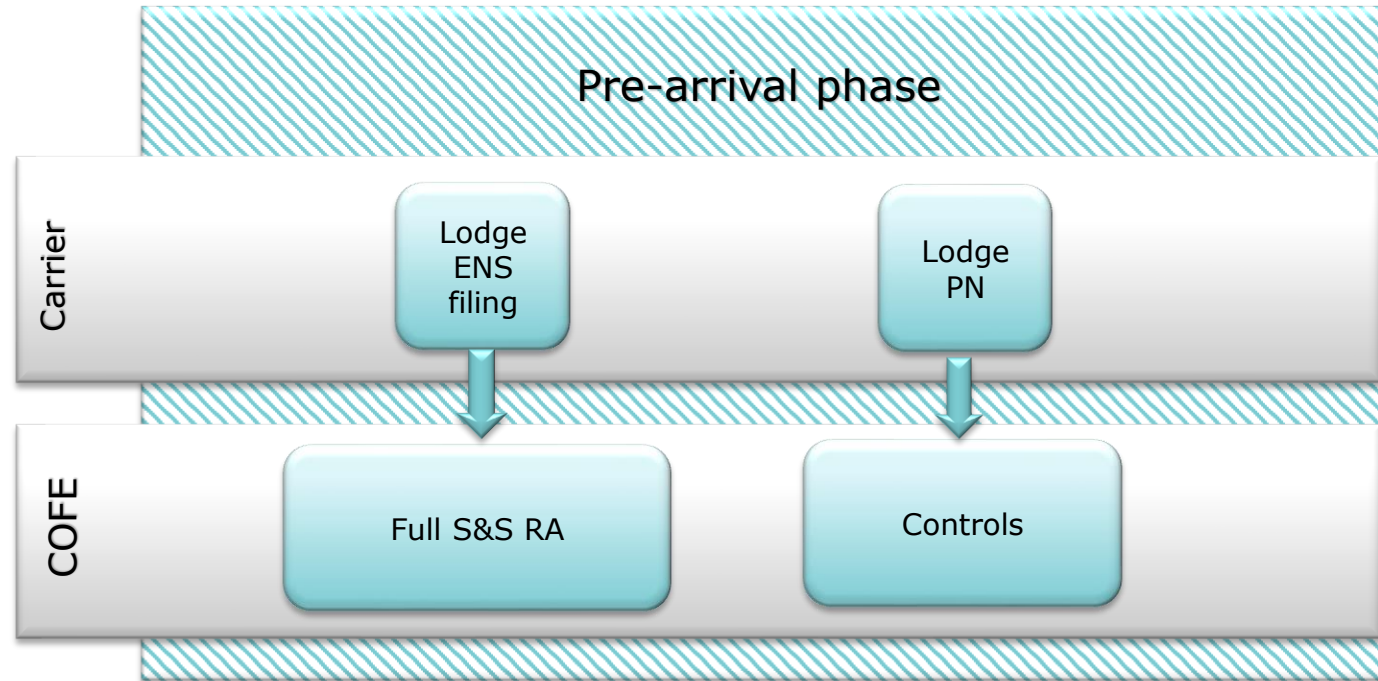 Pre-arrival phase
Carrier
Lodge
ENS
filing
Lodge
PN
COFE
Full S&S RA
Controls